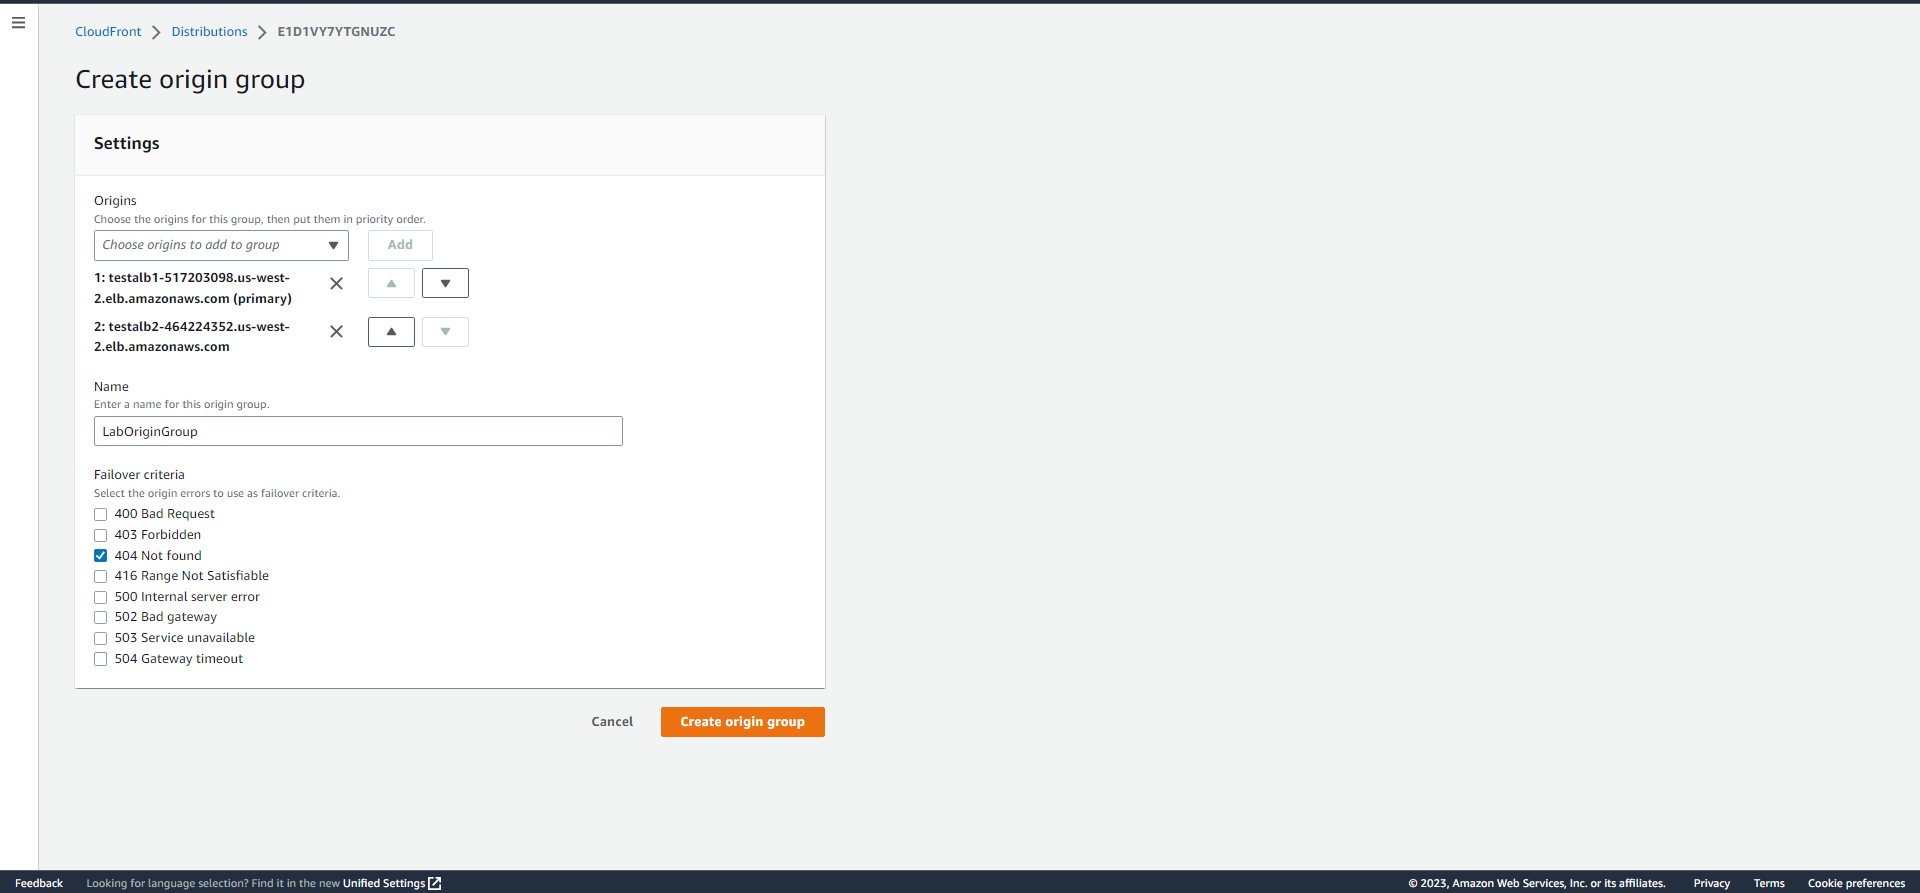 CloudFront > Distributions > E1D1VY7YTGNUZC
Create origin group
Settings
Origins
Choose the origins for this group, then put them in priority order.
Choose origins to add to group
Add
1: testalb1-517203098.us-west-
2.elb.amazonaws.com (primary)
2: testalb2-464224352.us-west-
2.elb.amazonaws.com
Name
Enter a name for this origin group.
LabOriginGroup
Failover criteria
Select the origin errors to use as failover criteria.
400 Bad Request
403 Forbidden
404 Not found
416 Range Not Satisfiable
500 Internal server error
502 Bad gateway
503 Service unavailable
504 Gateway timeout
Cancel
Create origin group
Feedback
Looking for language selection? Find it in the new Unified Settings
© 2023, Amazon Web Services, Inc. or its affiliates.
Privacy
Terms
Cookie preferences